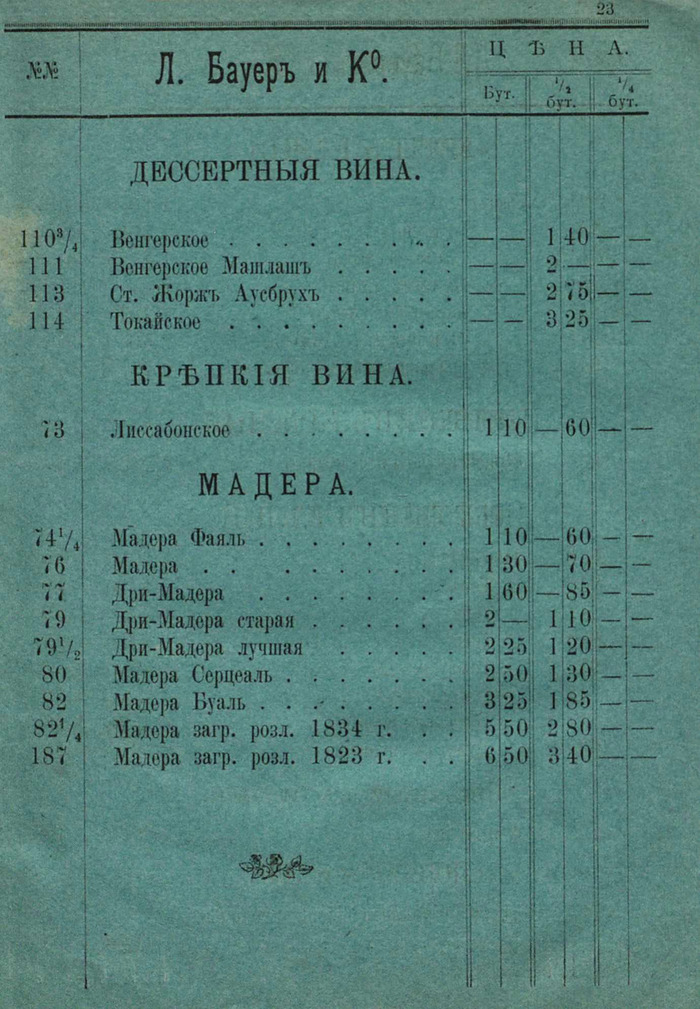 23
№№ Л. Бауеръ и К⁰. ЦѢНА.
Бут. 1/2 бут. 1/4 бут.
ДЕССЕРТНЫЯ ВИНА.
110 3/4 Венгерское . . . . . . . . — — 1 40 — —
111 Венгерское Машлашъ . . . . . — — 2 — — —
113 Ст. Жоржъ Аусбрухъ . . . . . — — 2 75 — —
114 Токайское . . . . . . . . . — — 3 25 — —
КРѢПКІЯ ВИНА.
73 Лиссабонское . . . . . . . . 1 10 — 60 — —
МАДЕРА.
74 1/4 Мадера Фаяль . . . . . . . . 1 10 — 60 — —
76 Мадера . . . . . . . . . 1 30 — 70 — —
77 Дри-Мадера . . . . . . . . 1 60 — 85 — —
79 Дри-Мадера старая . . . . . . 2 — 1 10 — —
79 1/2 Дри-Мадера лучшая . . . . . 2 25 1 20 — —
80 Мадера Серцеаль . . . . . . . 2 50 1 30 — —
82 Мадера Буаль . . . . . . . . 3 25 1 85 — —
82 1/4 Мадера загр. розл. 1834 г. . . 5 50 2 80 — —
187 Мадера загр. розл. 1823 г. . . 6 50 3 40 — —